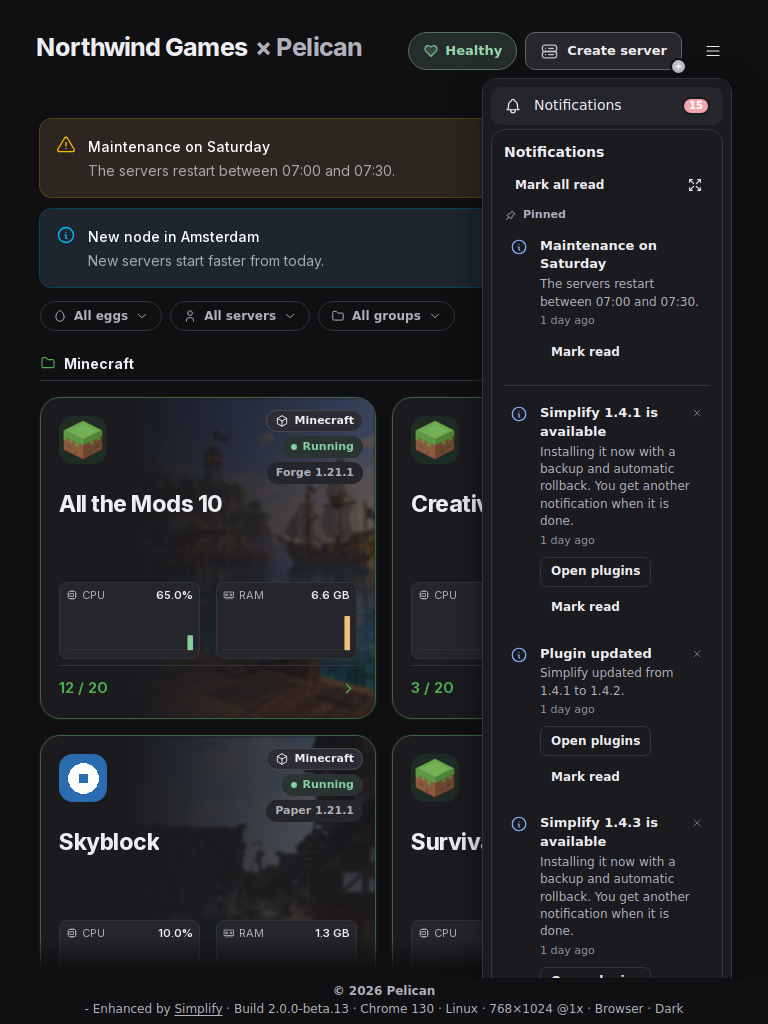 Northwind Games × Pelican
Healthy
Create server
Notifications
15
Maintenance on Saturday
The servers restart between 07:00 and 07:30.
New node in Amsterdam
New servers start faster from today.
All eggs
All servers
All groups
Minecraft
Minecraft
Running
Forge 1.21.1
All the Mods 10
CPU
65.0%
RAM
6.6 GB
12 / 20
CPU
3 / 20
Minecraft
Running
Paper 1.21.1
Skyblock
CPU
10.0%
RAM
1.3 GB
CPU
Notifications
Mark all read
Pinned
Maintenance on
Saturday
The servers restart
between 07:00 and 07:30.
1 day ago
Mark read
Simplify 1.4.1 is
available
Installing it now with a
backup and automatic
rollback. You get another
notification when it is
done.
1 day ago
Open plugins
Mark read
Plugin updated
Simplify updated from
1.4.1 to 1.4.2.
1 day ago
Open plugins
Mark read
Simplify 1.4.3 is
available
Installing it now with a
backup and automatic
rollback. You get another
notification when it is
done.
1 day ago
© 2026 Pelican
- Enhanced by Simplify · Build 2.0.0-beta.13 · Chrome 130 · Linux · 768×1024 @1x · Browser · Dark